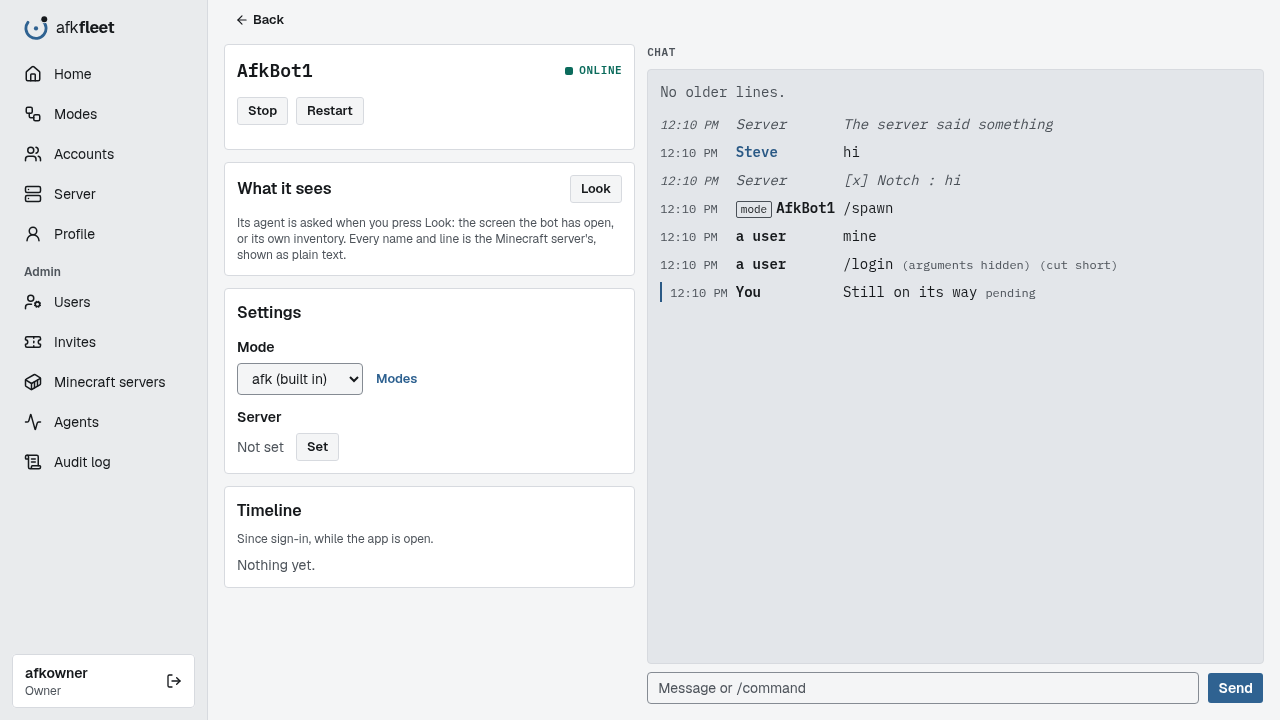 afkfleet
Home
Modes
Accounts
Server
Profile
Admin
Users
Invites
Minecraft servers
Agents
Audit log
afkowner
Owner
Back
AfkBot1
ONLINE
Stop
Restart
What it sees
Look
Its agent is asked when you press Look: the screen the bot has open,
or its own inventory. Every name and line is the Minecraft server's,
shown as plain text.
Settings
Mode
afk (built in)
Modes
Server
Not set
Set
Timeline
Since sign-in, while the app is open.
Nothing yet.
CHAT
No older lines.
12:10 PM Server The server said something
12:10 PM Steve hi
12:10 PM Server [x] Notch : hi
12:10 PM mode AfkBot1 /spawn
12:10 PM a user mine
12:10 PM a user /login (arguments hidden) (cut short)
12:10 PM You Still on its way pending
Message or /command
Send